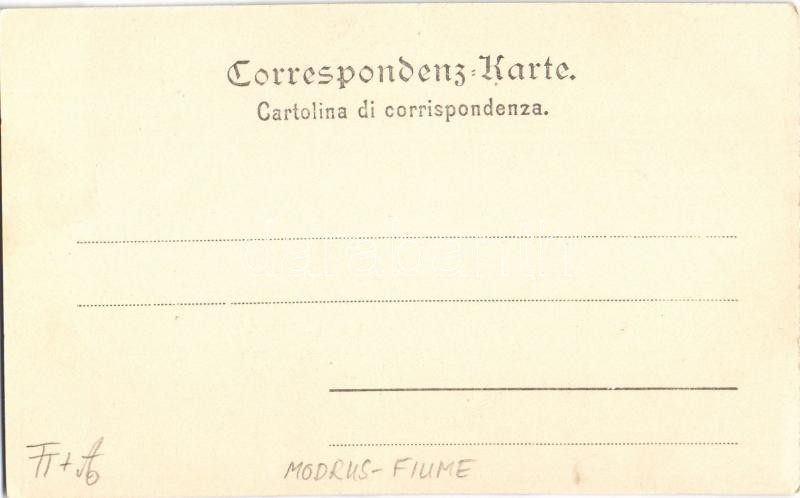 Correspondenz-Karte.
Cartolina di corrispondenza.
MODRUS-FIUME